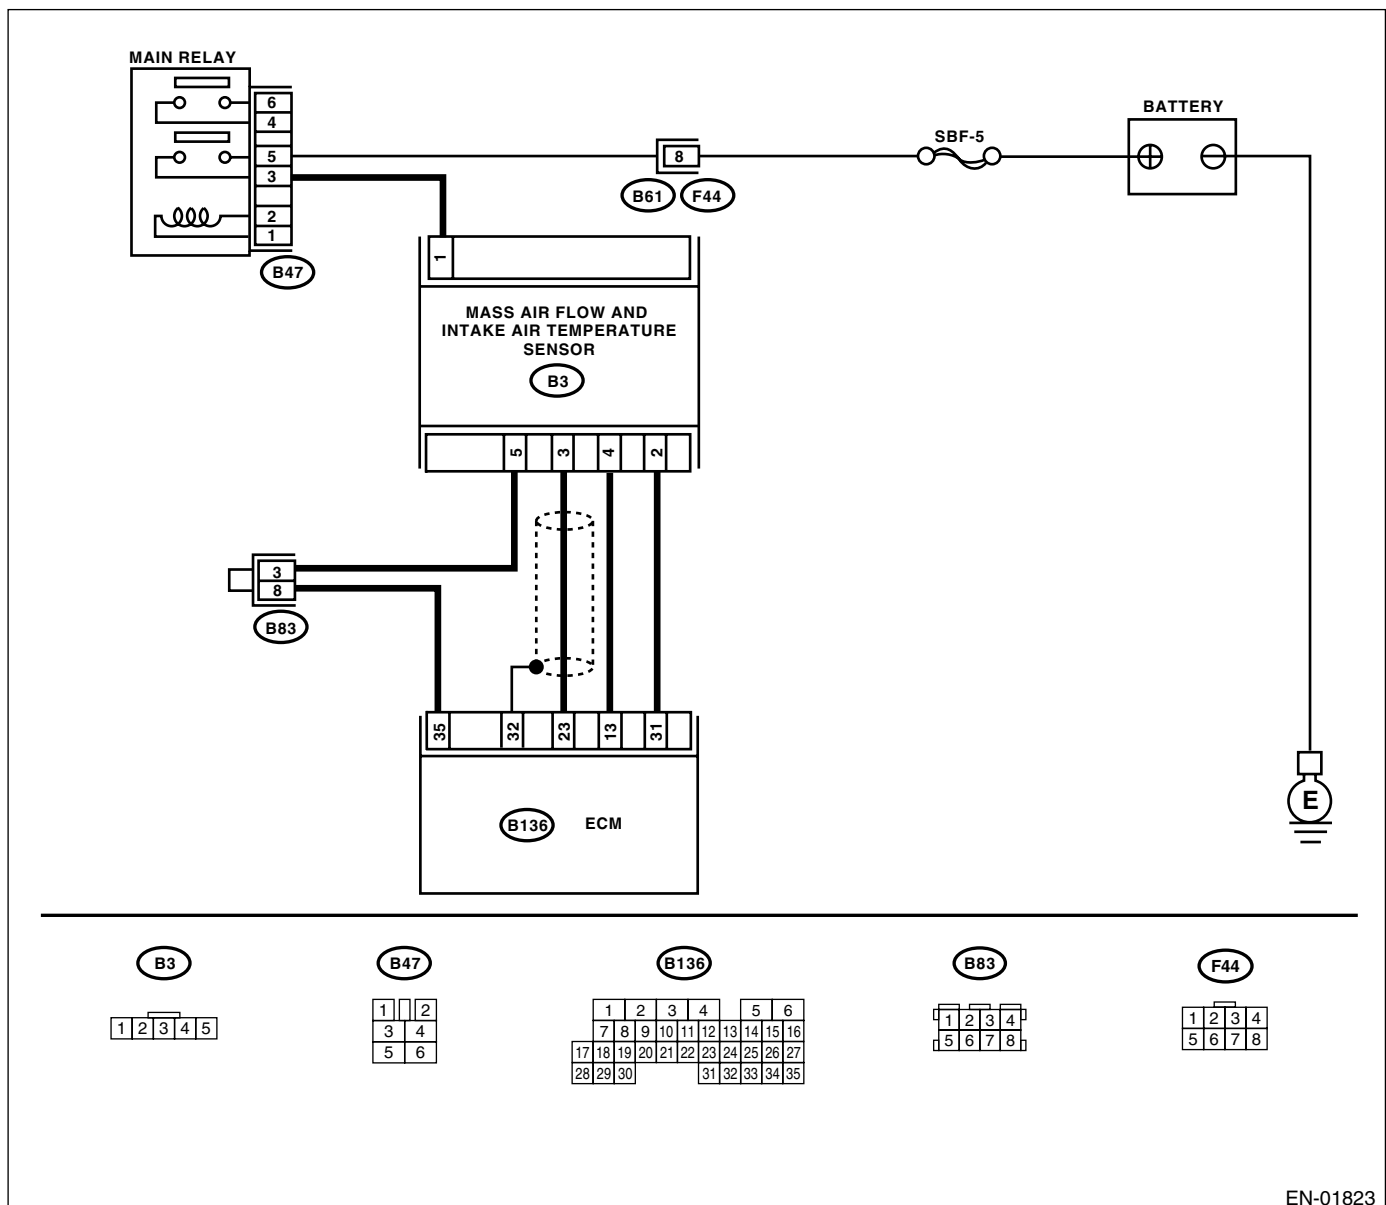 MAIN RELAY
6
4
5
3
2
1
B47
8
B61 F44
SBF-5
BATTERY
1
MASS AIR FLOW AND
INTAKE AIR TEMPERATURE
SENSOR
B3
5 3 4 2
3
8
B83
35 32 23 13 31
B136 ECM
E
B3
1 2 3 4 5
B47
1 2
3 4
5 6
B136
1 2 3 4 5 6
7 8 9 10 11 12 13 14 15 16
17 18 19 20 21 22 23 24 25 26 27
28 29 30 31 32 33 34 35
B83
1 2 3 4
5 6 7 8
F44
1 2 3 4
5 6 7 8
EN-01823